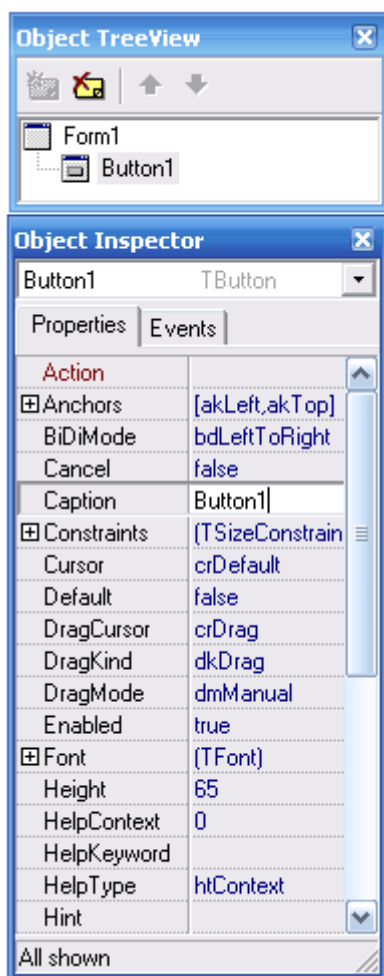 Object TreeView
Form1
Button1
Object Inspector
Button1 TButton
Properties Events
Action
Anchors [akLeft,akTop]
BiDiMode bdLeftToRight
Cancel false
Caption Button1
Constraints (TSizeConstrain
Cursor crDefault
Default false
DragCursor crDrag
DragKind dkDrag
DragMode dmManual
Enabled true
Font (TFont)
Height 65
HelpContext 0
HelpKeyword
HelpType htContext
Hint
All shown